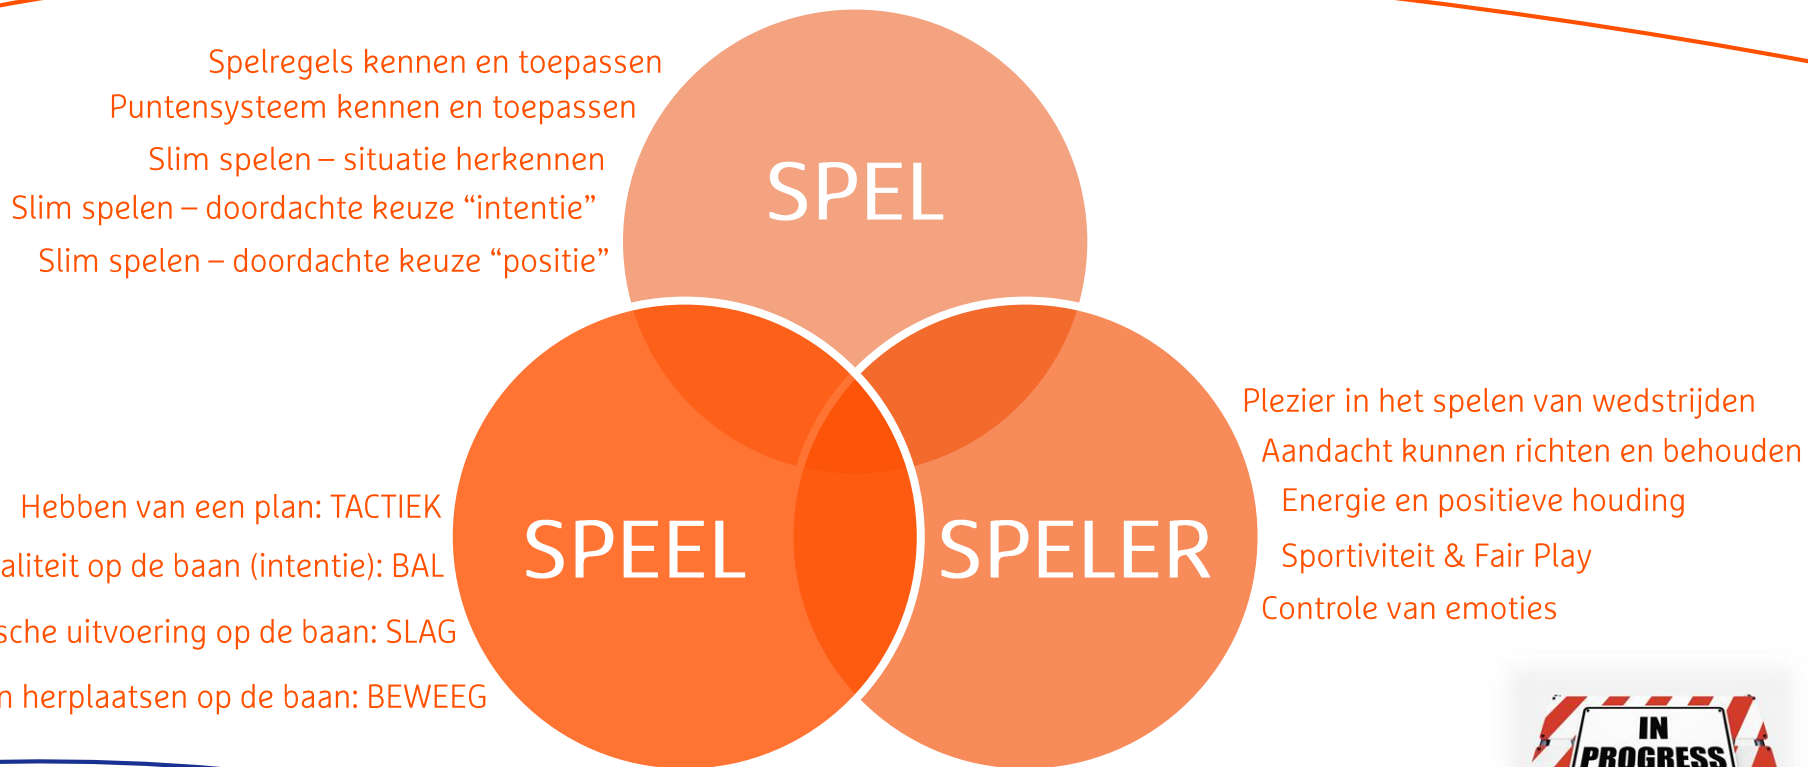 Spelregels kennen en toepassen
Puntensysteem kennen en toepassen
Slim spelen – situatie herkennen
Slim spelen – doordachte keuze “intentie”
Slim spelen – doordachte keuze “positie”
SPEL
Hebben van een plan: TACTIEK
op de baan (intentie): BAL
uitvoering op de baan: SLAG
herplaatsen op de baan: BEWEEG
SPEEL
SPELER
Plezier in het spelen van wedstrijden
Aandacht kunnen richten en behouden
Energie en positieve houding
Sportiviteit & Fair Play
Controle van emoties
IN
PROGRESS